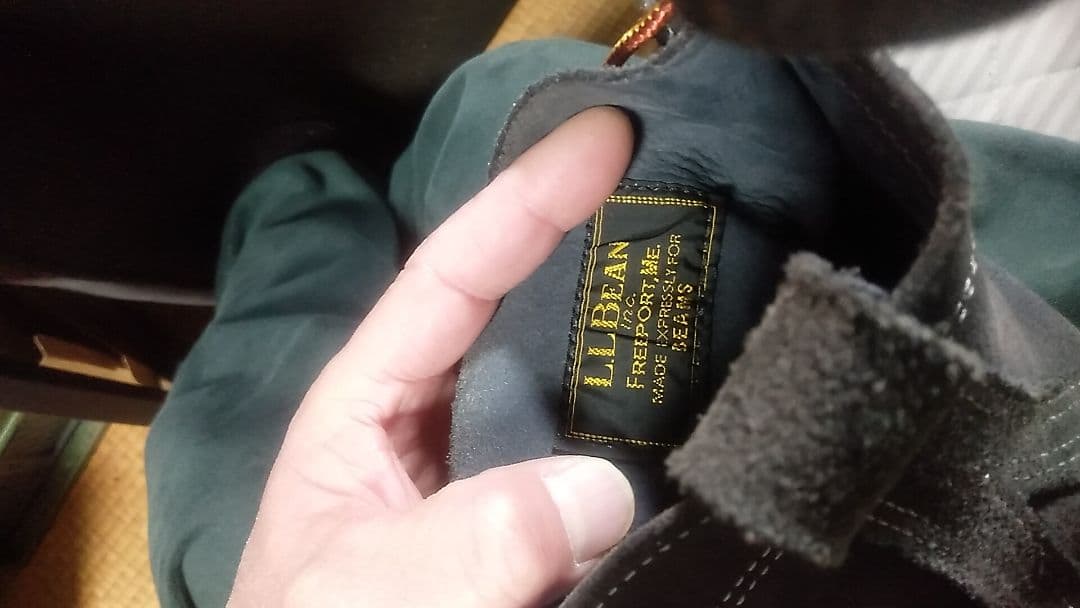 L.L.BEAN
Inc.
FREEPORT, ME.
MADE EXPRESSLY FOR
BEAMS